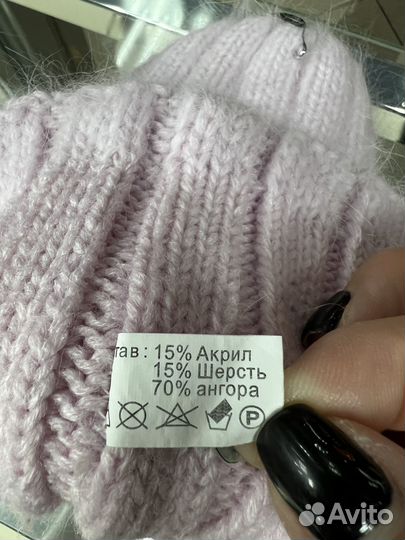 тав : 15% Акрил
15% Шерсть
70% ангора
P
Avito